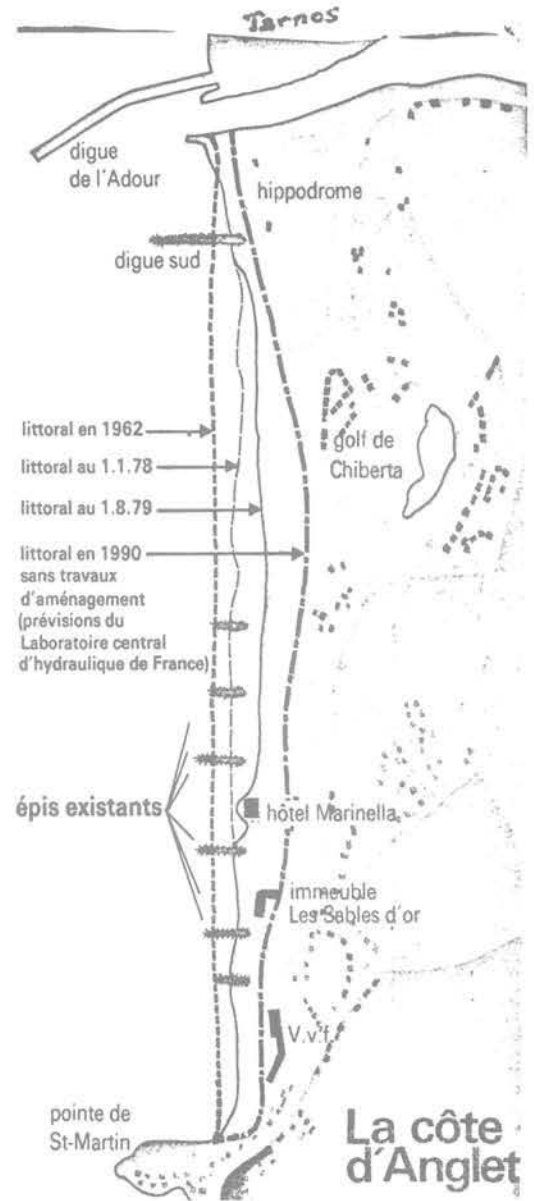 Tarnos
digue
de l'Adour
hippodrome
digue sud
littoral en 1962
golf de
Chiberta
littoral au 1.1.78
littoral au 1.8.79
littoral en 1990
sans travaux
d'aménagement
(prévisions du
Laboratoire central
d'hydraulique de France)
épis existants
hôtel Marinella
immeuble
Les Sables d'or
V.v.f.
pointe de
St-Martin
La côte
d'Anglet